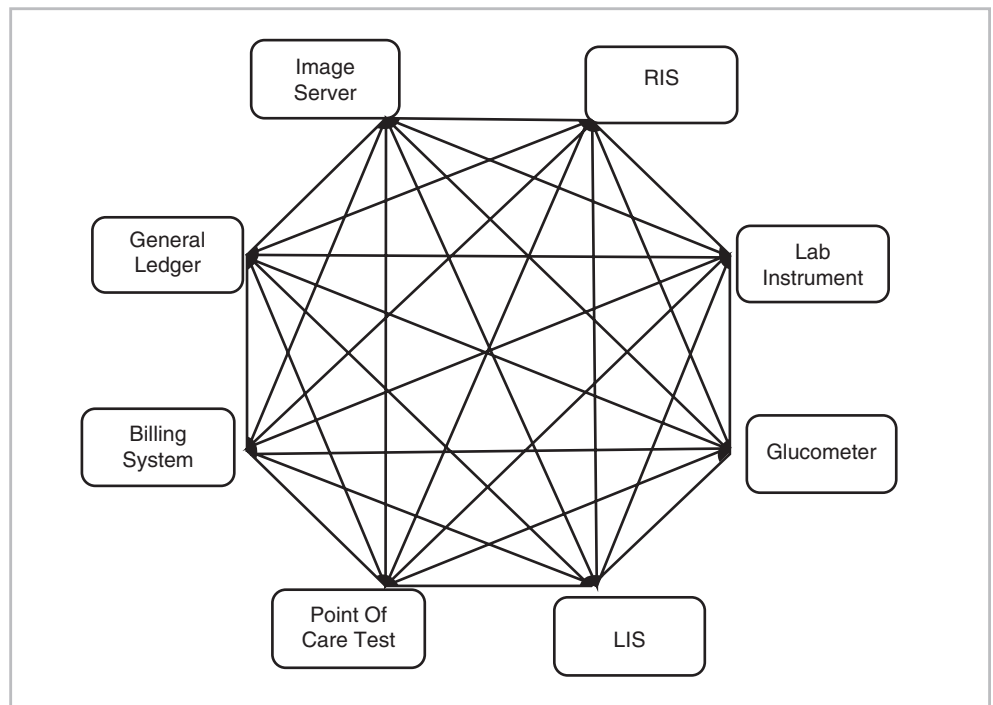 Image
Server
RIS
General
Ledger
Lab
Instrument
Billing
System
Glucometer
Point Of
Care Test
LIS